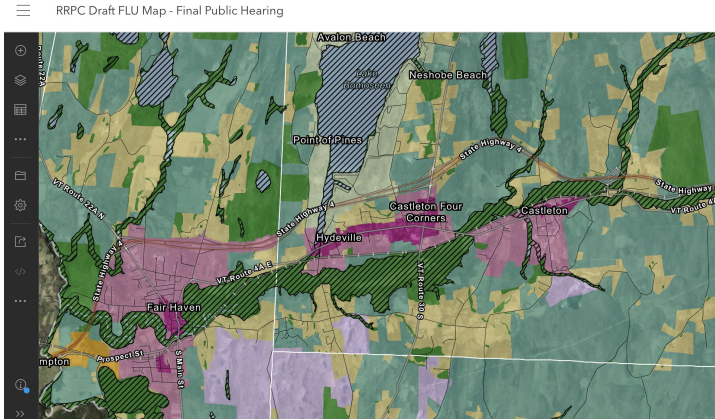 RRPC Draft FLU Map - Final Public Hearing
Avalon Beach
Route 22A
Lake
Bomoseen
Neshobe Beach
Point of Pines
State Highway 4
State Highway
VT Route 4A
VT Route 22A N
State Highway 4
Castleton Four
Corners
Castleton
Hydeville
State Highway 4
VT Route 4A E
VT Route 30 S
Fair Haven
mpton
Prospect St
S Main St